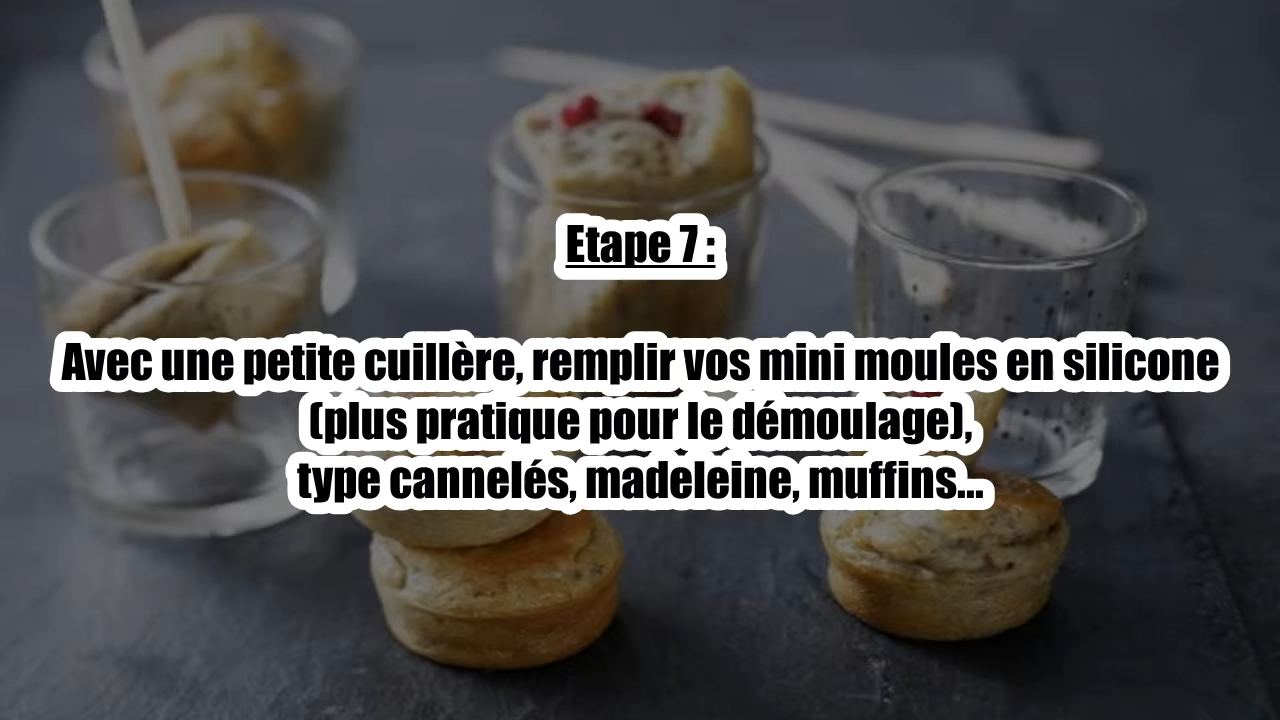 Etape 7 :
Avec une petite cuillère, remplir vos mini moules en silicone
(plus pratique pour le démoulage),
type cannelés, madeleine, muffins...